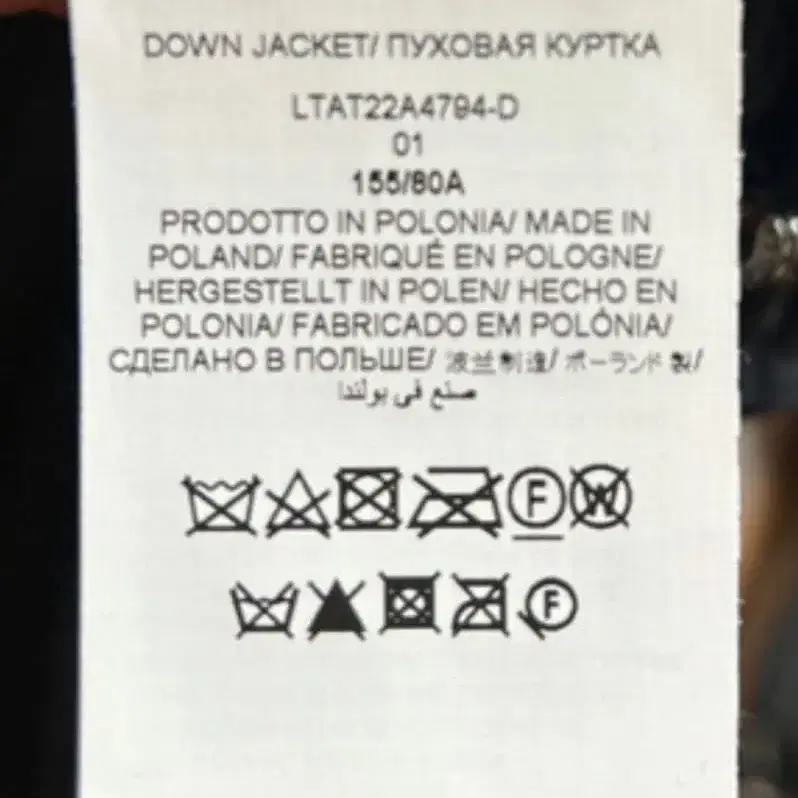 DOWN JACKET/ ПУХОВАЯ КУРТКА
LTAT22A4794-D
01
155/80A
PRODOTTO IN POLONIA/ MADE IN
POLAND/ FABRIQUÉ EN POLOGNE/
HERGESTELLT IN POLEN/ HECHO EN
POLONIA/ FABRICADO EM POLÓNIA/
СДЕЛАНО В ПОЛЬШЕ/ 波兰制造/ ポーランド 製/
صنع في بولندا
F W
F